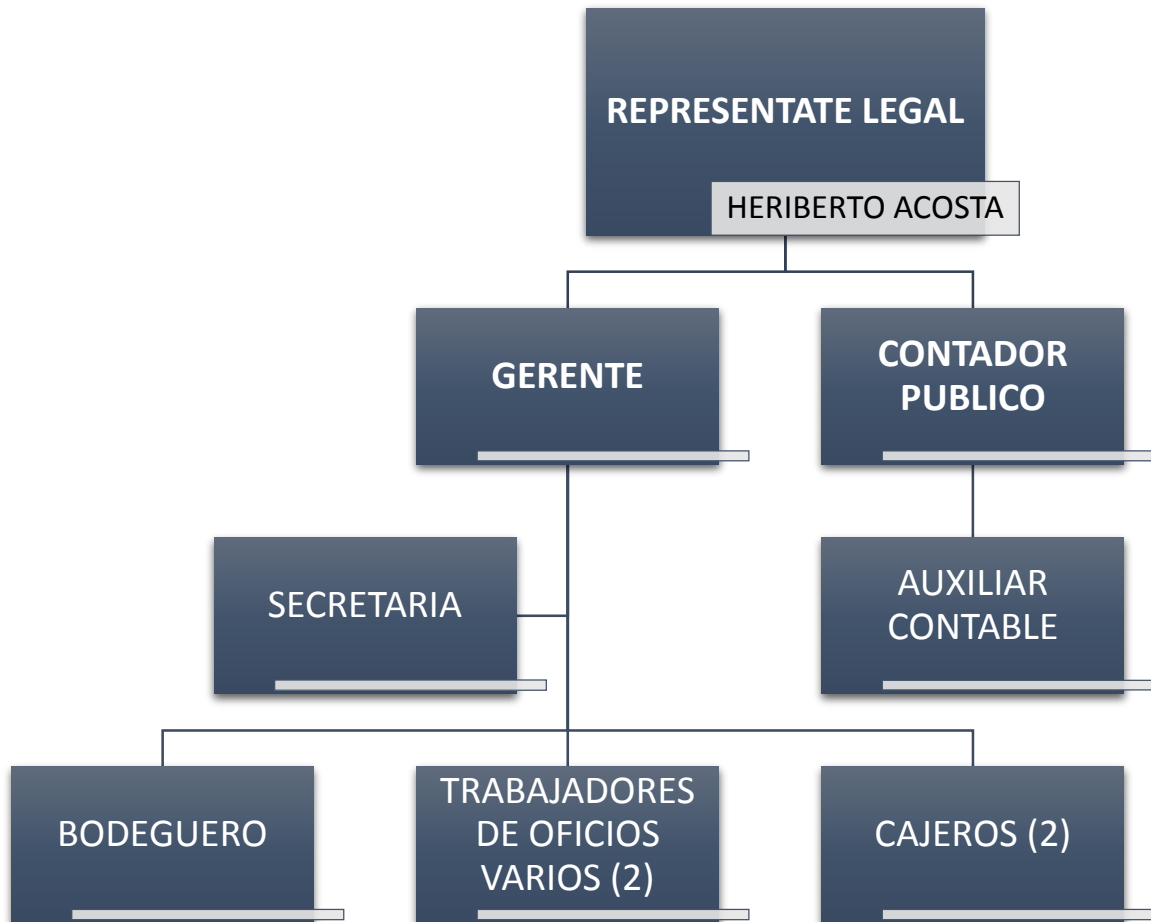 REPRESENTATE LEGAL
HERIBERTO ACOSTA
GERENTE
CONTADOR
PUBLICO
SECRETARIA
AUXILIAR
CONTABLE
BODEGUERO
TRABAJADORES
DE OFICIOS
VARIOS (2)
CAJEROS (2)